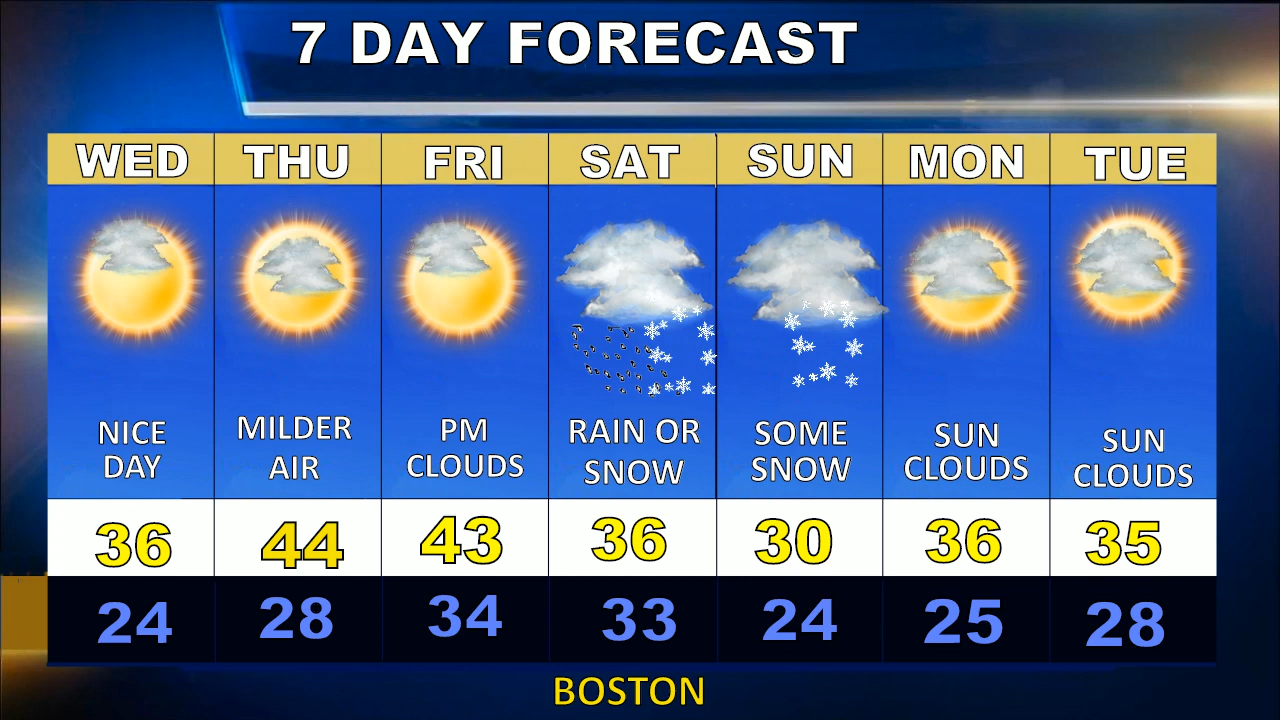 7 DAY FORECAST
WED THU FRI SAT SUN MON TUE
NICE
DAY
MILDER
AIR
PM
CLOUDS
RAIN OR
SNOW
SOME
SNOW
SUN
CLOUDS
SUN
CLOUDS
36 44 43 36 30 36 35
24 28 34 33 24 25 28
BOSTON